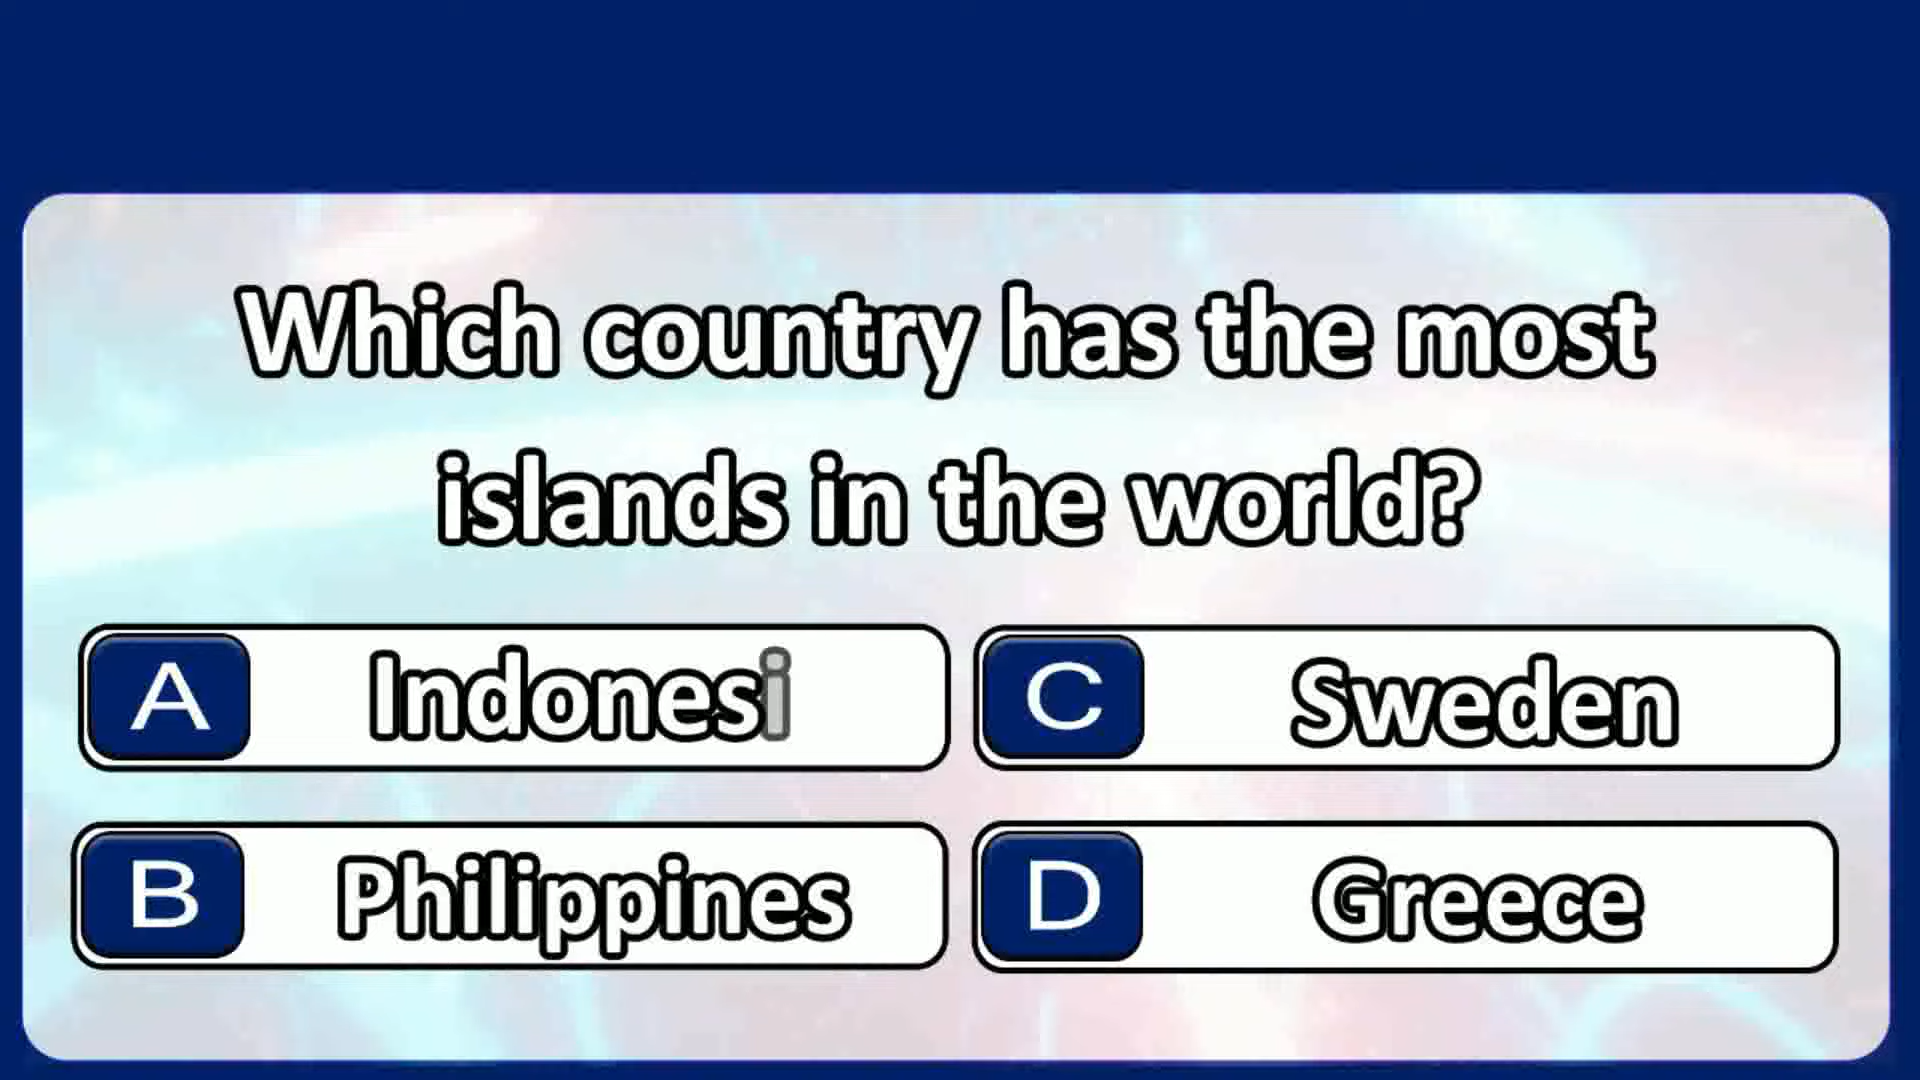 Which country has the most
islands in the world?
A Indonesi
C Sweden
B Philippines
D Greece